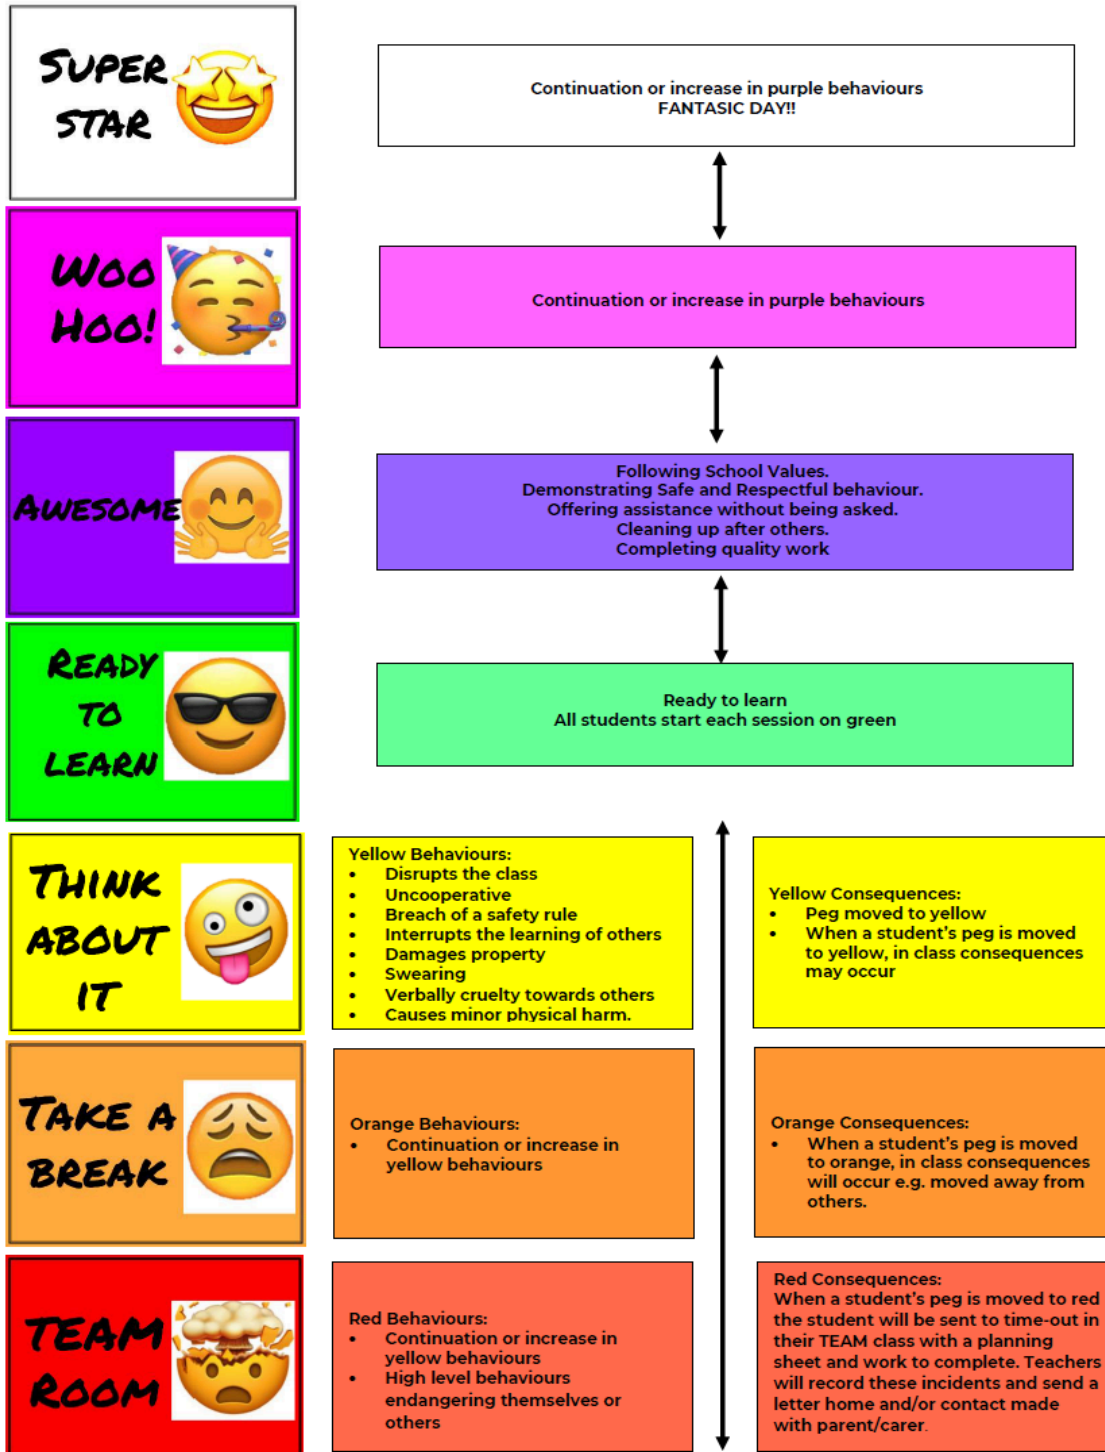 SUPER
STAR
Continuation or increase in purple behaviours
FANTASIC DAY!!
WOO
HOO!
Continuation or increase in purple behaviours
AWESOME
Following School Values.
Demonstrating Safe and Respectful behaviour.
Offering assistance without being asked.
Cleaning up after others.
Completing quality work
READY
TO
LEARN
Ready to learn
All students start each session on green
THINK
ABOUT
IT
Yellow Behaviours:
• Disrupts the class
• Uncooperative
• Breach of a safety rule
• Interrupts the learning of others
• Damages property
• Swearing
• Verbally cruelty towards others
• Causes minor physical harm.
Yellow Consequences:
• Peg moved to yellow
• When a student's peg is moved
to yellow, in class consequences
may occur
TAKE A
BREAK
Orange Behaviours:
• Continuation or increase in
yellow behaviours
Orange Consequences:
• When a student's peg is moved
to orange, in class consequences
will occur e.g. moved away from
others.
TEAM
ROOM
Red Behaviours:
• Continuation or increase in
yellow behaviours
• High level behaviours
endangering themselves or
others
Red Consequences:
When a student's peg is moved to red
the student will be sent to time-out in
their TEAM class with a planning
sheet and work to complete. Teachers
will record these incidents and send a
letter home and/or contact made
with parent/carer.